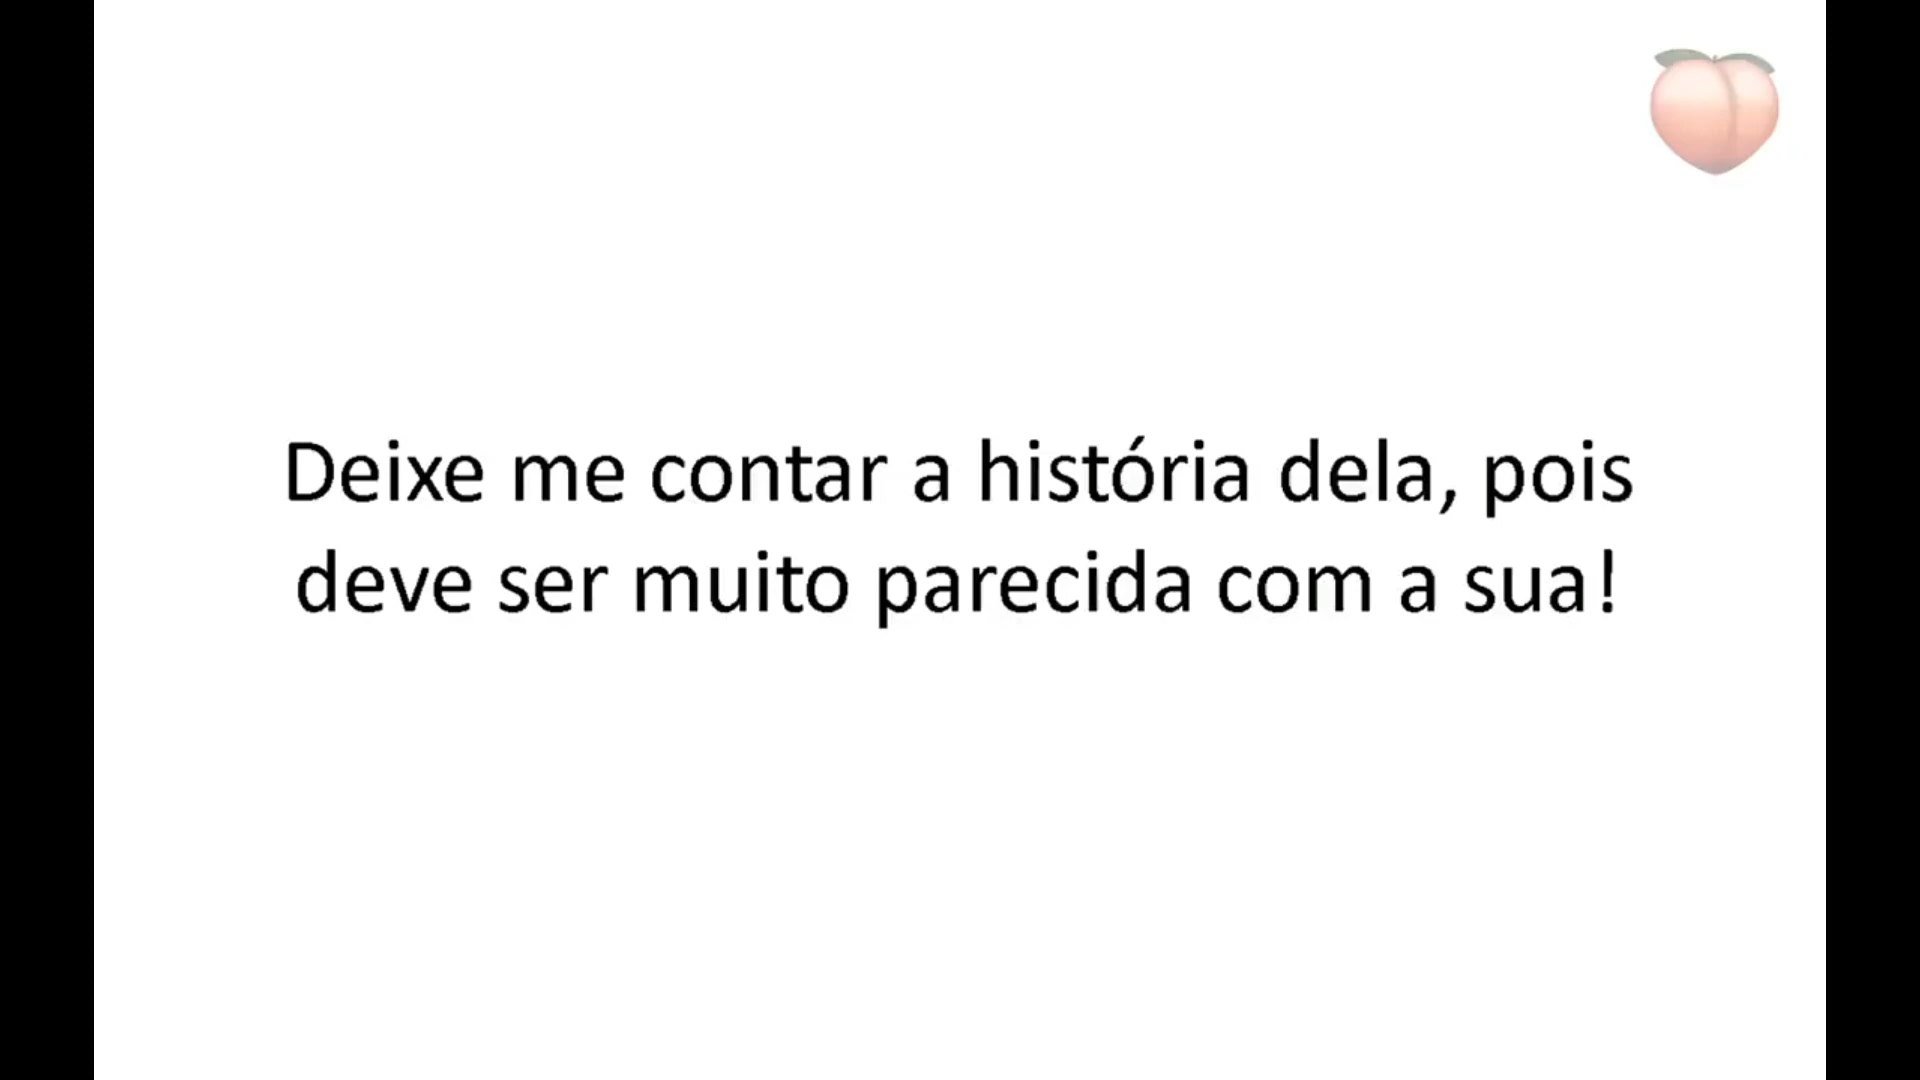 Deixe me contar a história dela, pois
deve ser muito parecida com a sua!